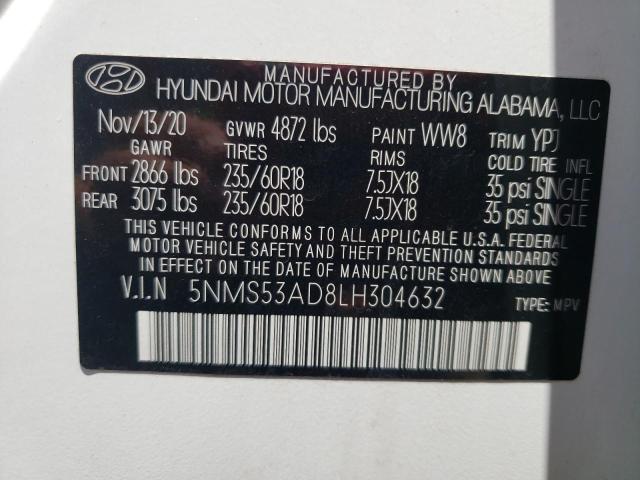 MANUFACTURED BY
HYUNDAI MOTOR MANUFACTURING ALABAMA, LLC
Nov/13/20 GVWR 4872 lbs PAINT WW8 TRIM YPJ
GAWR TIRES RIMS COLD TIRE INFL
FRONT 2866 lbs 235/60R18 7.5JX18 35 psi SINGLE
REAR 3075 lbs 235/60R18 7.5JX18 35 psi SINGLE
THIS VEHICLE CONFORMS TO ALL APPLICABLE U.S.A. FEDERAL
MOTOR VEHICLE SAFETY AND THEFT PREVENTION STANDARDS
IN EFFECT ON THE DATE OF MANUFACTURE SHOWN ABOVE.
V.I.N 5NMS53AD8LH304632 TYPE: MPV